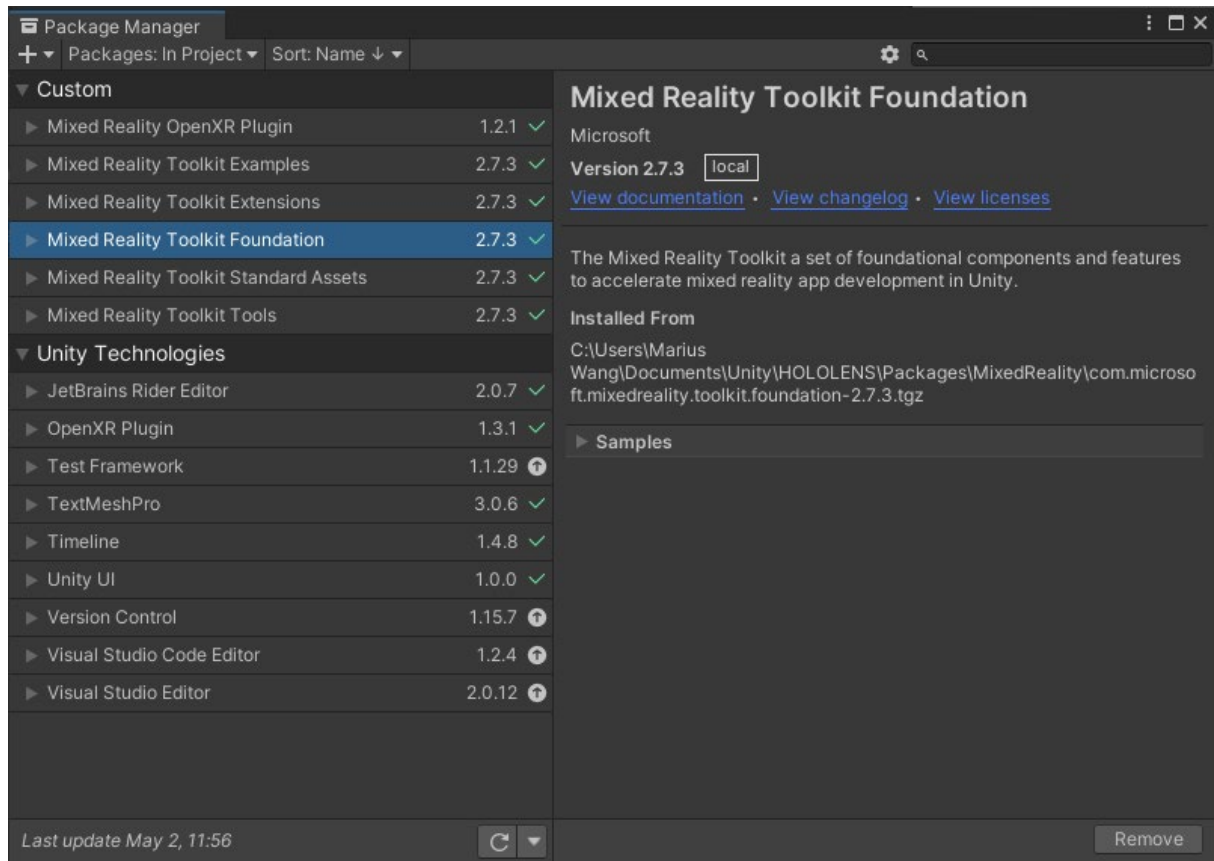 Package Manager
Packages: In Project Sort: Name ↓
Custom
Mixed Reality OpenXR Plugin 1.2.1
Mixed Reality Toolkit Examples 2.7.3
Mixed Reality Toolkit Extensions 2.7.3
Mixed Reality Toolkit Foundation 2.7.3
Mixed Reality Toolkit Standard Assets 2.7.3
Mixed Reality Toolkit Tools 2.7.3
Unity Technologies
JetBrains Rider Editor 2.0.7
OpenXR Plugin 1.3.1
Test Framework 1.1.29
TextMeshPro 3.0.6
Timeline 1.4.8
Unity UI 1.0.0
Version Control 1.15.7
Visual Studio Code Editor 1.2.4
Visual Studio Editor 2.0.12
Last update May 2, 11:56
Mixed Reality Toolkit Foundation
Microsoft
Version 2.7.3 local
View documentation • View changelog • View licenses
The Mixed Reality Toolkit a set of foundational components and features
to accelerate mixed reality app development in Unity.
Installed From
C:\Users\Marius
Wang\Documents\Unity\HOLOLENS\Packages\MixedReality\com.microso
ft.mixedreality.toolkit.foundation-2.7.3.tgz
Samples
Remove